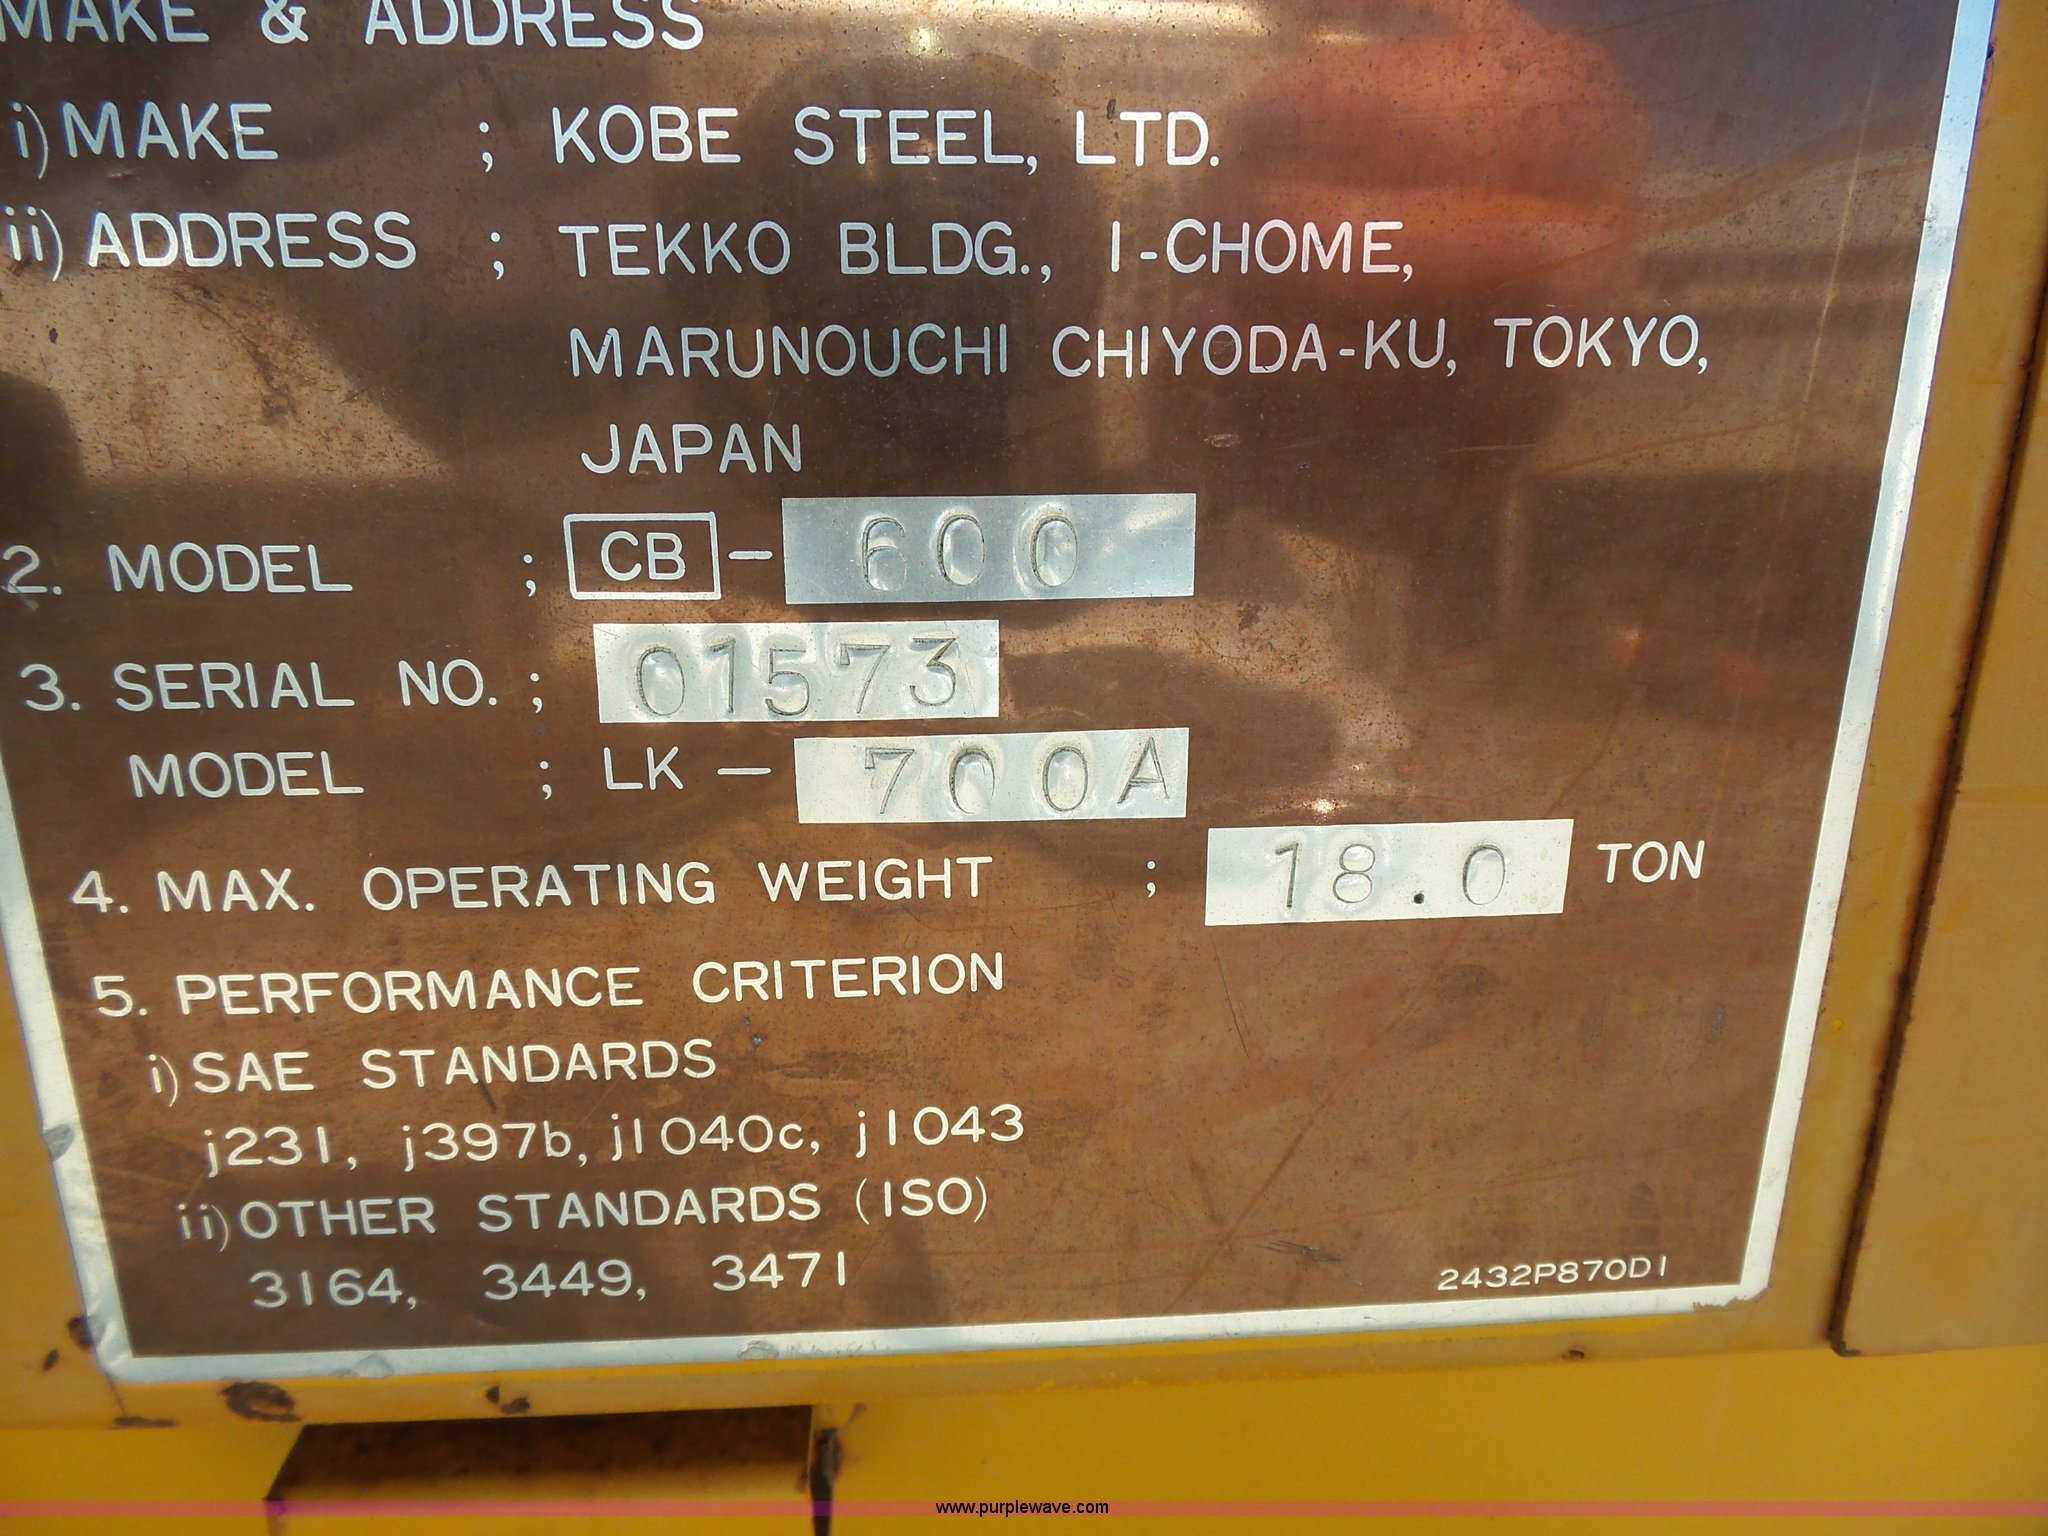 MAKE & ADDRESS
i) MAKE ; KOBE STEEL, LTD.
ii) ADDRESS ; TEKKO BLDG., 1-CHOME,
MARUNOUCHI CHIYODA-KU, TOKYO,
JAPAN
2. MODEL ; CB - 600
3. SERIAL NO. ; 01573
MODEL ; LK - 700A
4. MAX. OPERATING WEIGHT ; 18.0 TON
5. PERFORMANCE CRITERION
i) SAE STANDARDS
j231, j397b, j1040c, j1043
ii) OTHER STANDARDS (ISO)
3164, 3449, 3471
2432P870D1
www.purplewave.com